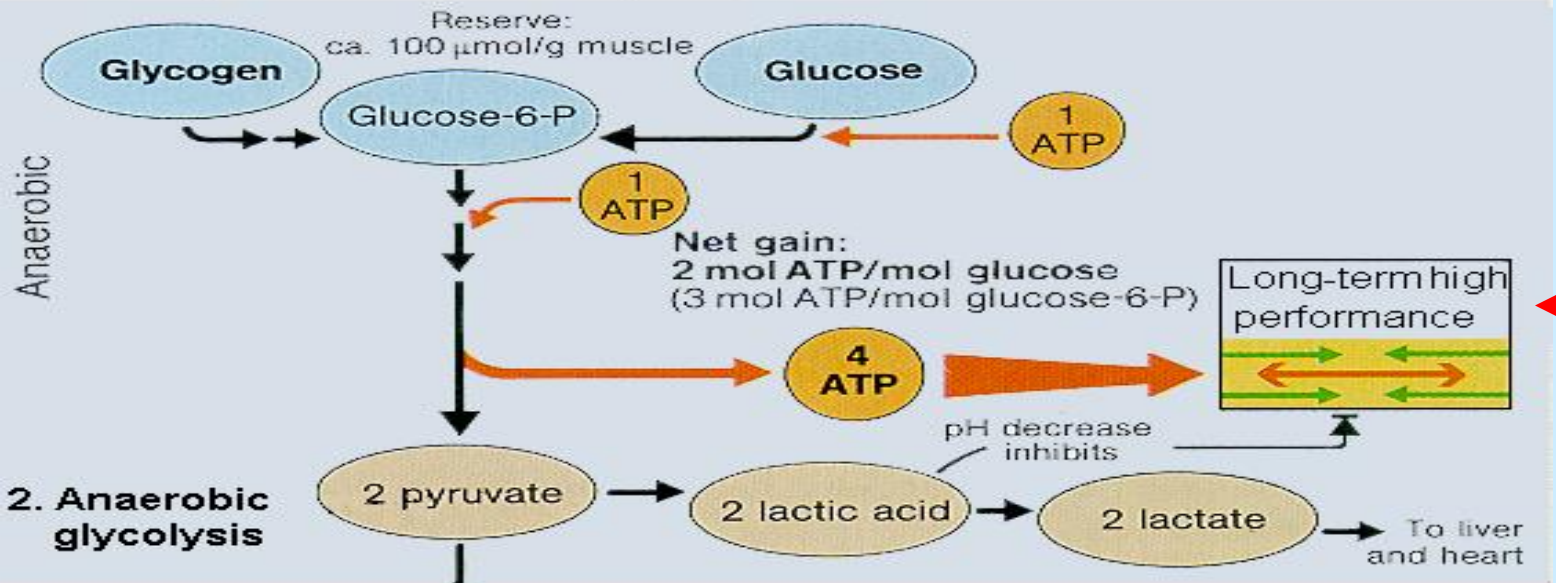 Reserve:
ca. 100 µmol/g muscle
Glycogen
Glucose
Glucose-6-P
1
ATP
1
ATP
Anaerobic
Net gain:
2 mol ATP/mol glucose
(3 mol ATP/mol glucose-6-P)
Long-term high
performance
4
ATP
pH decrease
inhibits
2. Anaerobic
glycolysis
2 pyruvate
2 lactic acid
2 lactate
To liver
and heart